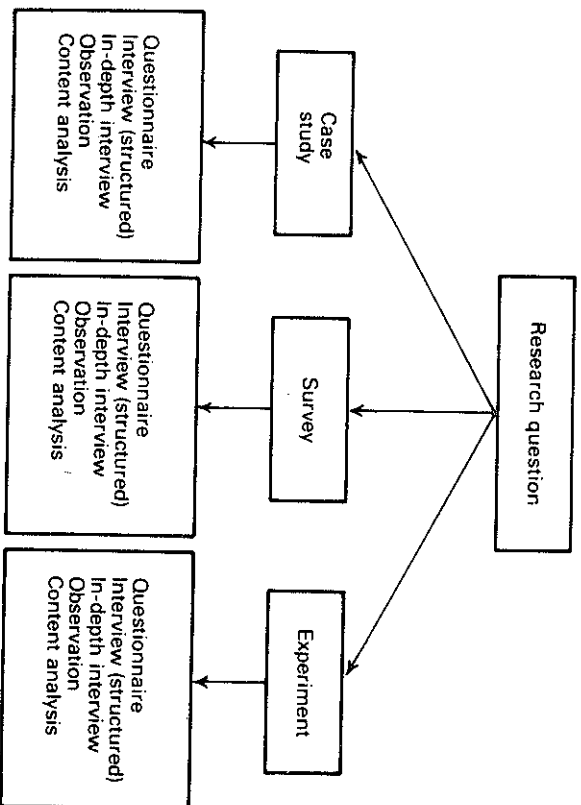 Research question
Case
study
Survey
Experiment
Questionnaire
Interview (structured)
In-depth interview
Observation
Content analysis
Questionnaire
Interview (structured)
In-depth interview
Observation
Content analysis
Questionnaire
Interview (structured)
In-depth interview
Observation
Content analysis